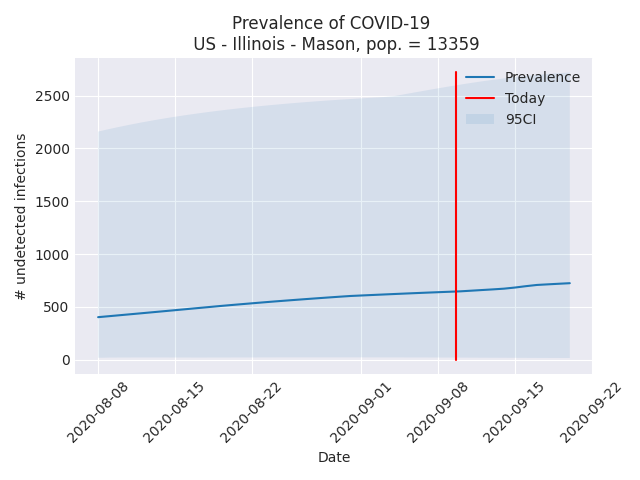 Prevalence of COVID-19
US - Illinois - Mason, pop. = 13359
Prevalence
Today
95CI
2500
2000
1500
1000
500
0
# undetected infections
2020-08-08
2020-08-15
2020-08-22
2020-09-01
2020-09-08
2020-09-15
2020-09-22
Date